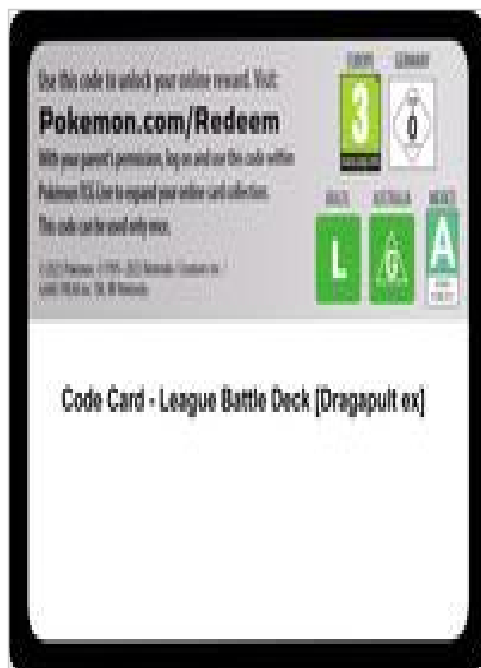 Use this code to unlock your online reward. Visit:
EUROPE GERMANY
Pokemon.com/Redeem
3
0
With your parent's permission, log on and use this code within
Pokémon TCG Live to expand your online card collection.
This code can be used only once.
BRAZIL AUSTRALIA MEXICO
L
G
A
Code Card - League Battle Deck [Dragapult ex]